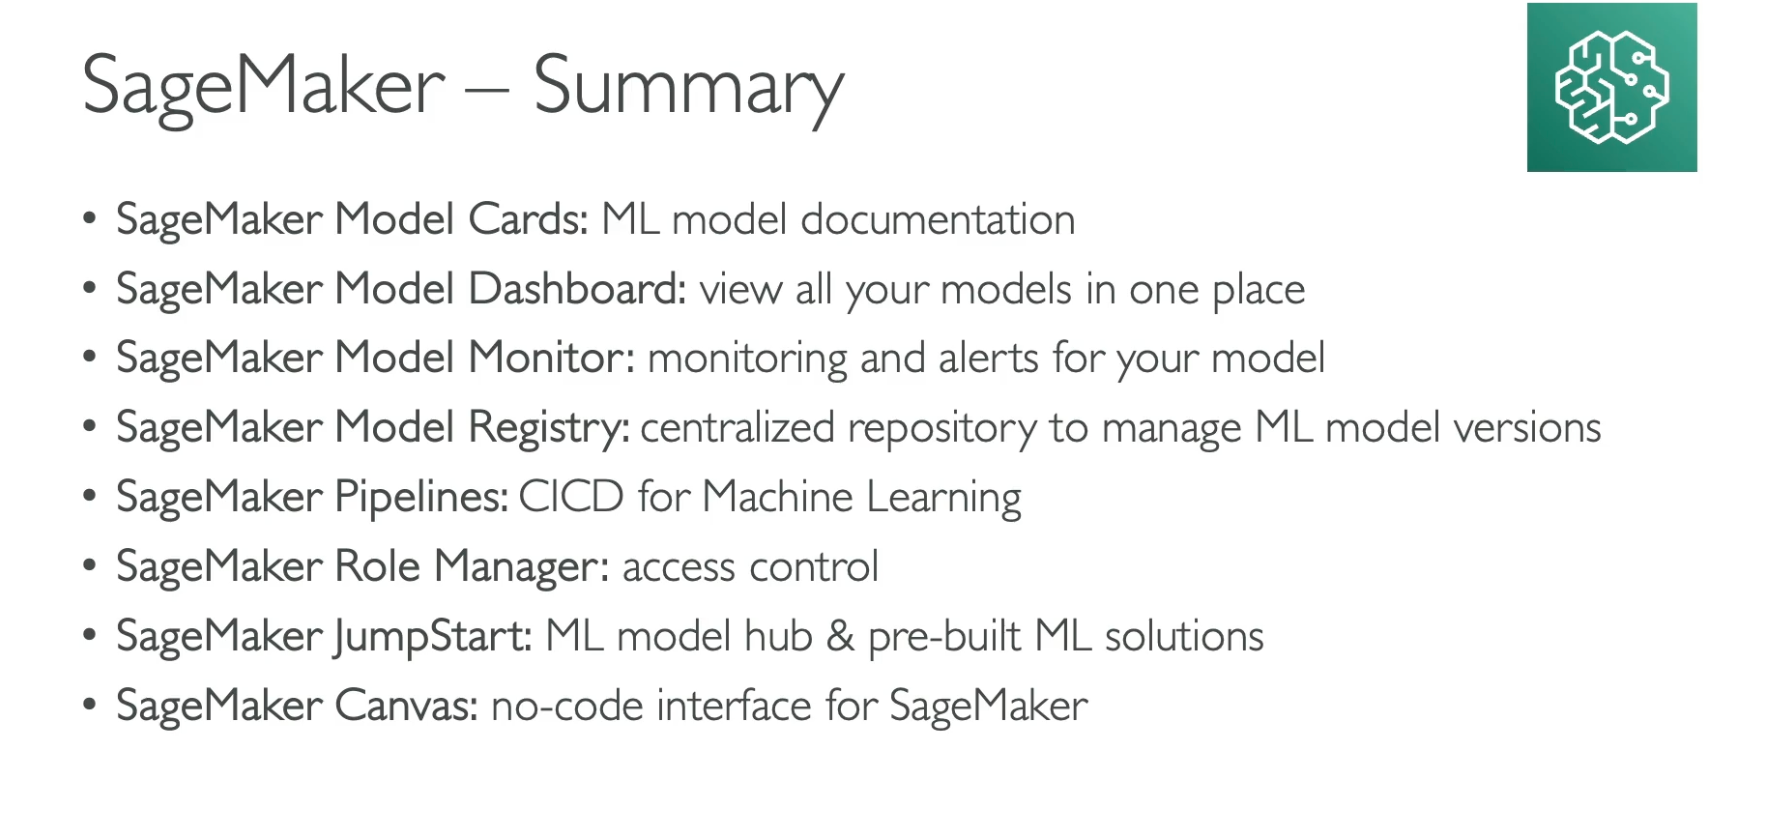 SageMaker – Summary
• SageMaker Model Cards: ML model documentation
• SageMaker Model Dashboard: view all your models in one place
• SageMaker Model Monitor: monitoring and alerts for your model
• SageMaker Model Registry: centralized repository to manage ML model versions
• SageMaker Pipelines: CICD for Machine Learning
• SageMaker Role Manager: access control
• SageMaker JumpStart: ML model hub & pre-built ML solutions
• SageMaker Canvas: no-code interface for SageMaker